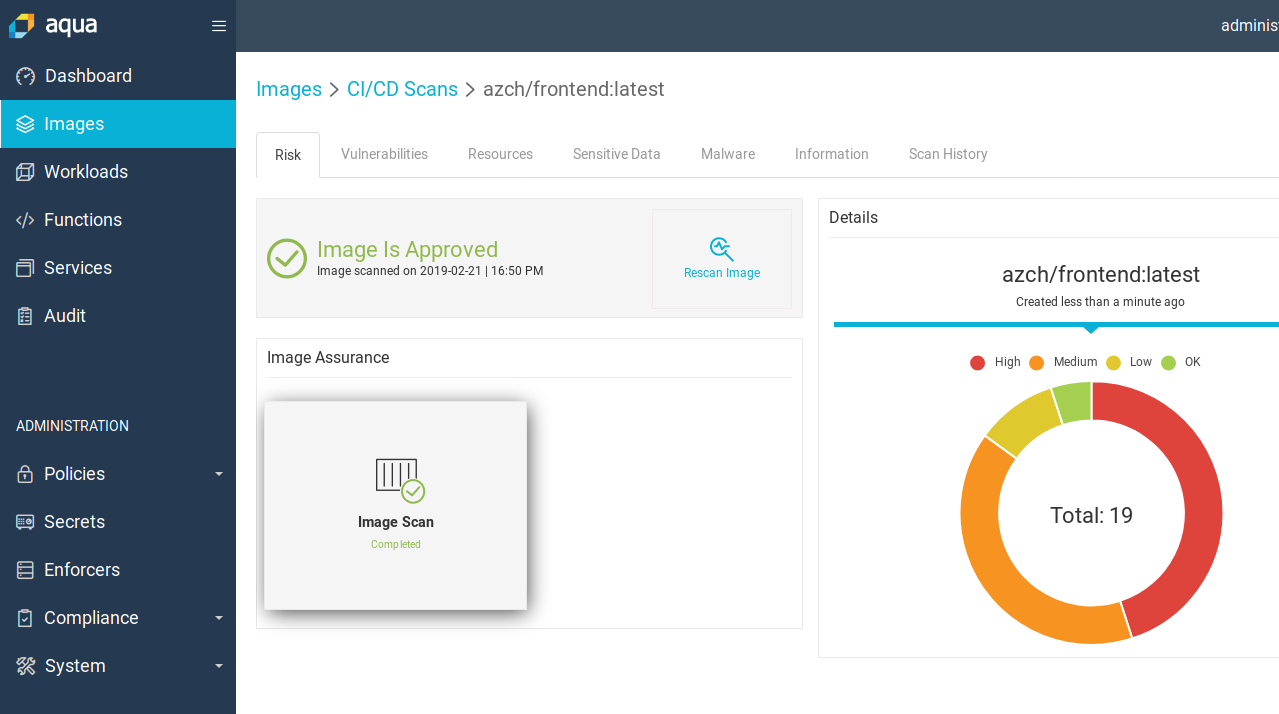 aqua
adminis
Dashboard
Images
Workloads
Functions
Services
Audit
ADMINISTRATION
Policies
Secrets
Enforcers
Compliance
System
Images > CI/CD Scans > azch/frontend:latest
Risk Vulnerabilities Resources Sensitive Data Malware Information Scan History
Image Is Approved
Image scanned on 2019-02-21 | 16:50 PM
Rescan Image
Image Assurance
Image Scan
Completed
Details
azch/frontend:latest
Created less than a minute ago
High Medium Low OK
Total: 19